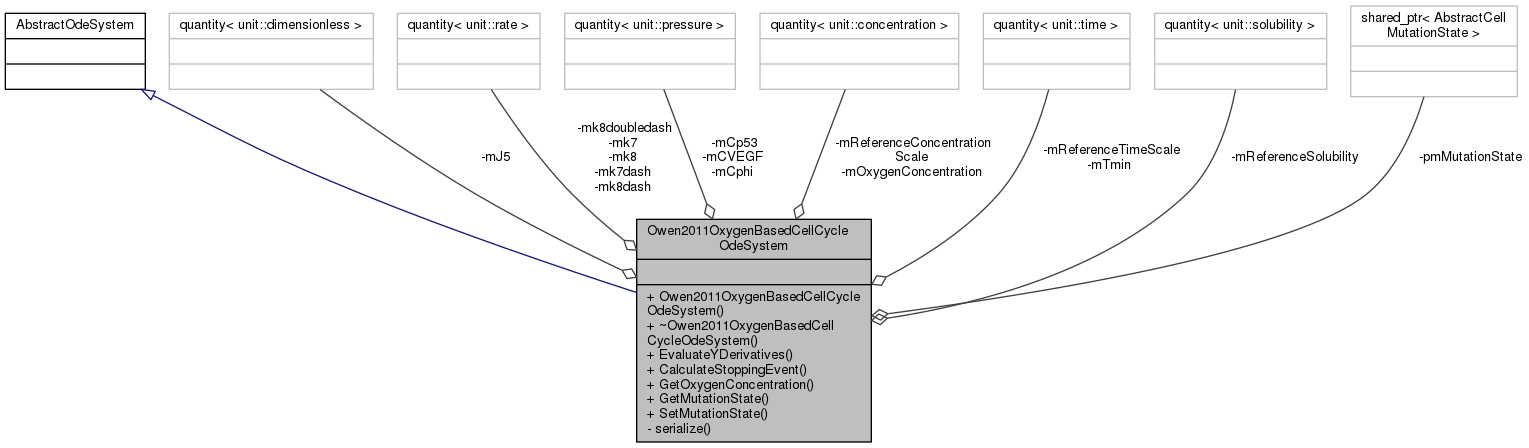 AbstractOdeSystem
quantity< unit::dimensionless >
quantity< unit::rate >
quantity< unit::pressure >
quantity< unit::concentration >
quantity< unit::time >
quantity< unit::solubility >
shared_ptr< AbstractCell
MutationState >
-mJ5
-mk8doubledash
-mk7
-mk8
-mk7dash
-mk8dash
-mCp53
-mCVEGF
-mCphi
-mReferenceConcentration
Scale
-mOxygenConcentration
-mReferenceTimeScale
-mTmin
-mReferenceSolubility
-pmMutationState
Owen2011OxygenBasedCellCycle
OdeSystem
+ Owen2011OxygenBasedCellCycle
OdeSystem()
+ ~Owen2011OxygenBasedCell
CycleOdeSystem()
+ EvaluateYDerivatives()
+ CalculateStoppingEvent()
+ GetOxygenConcentration()
+ GetMutationState()
+ SetMutationState()
- serialize()